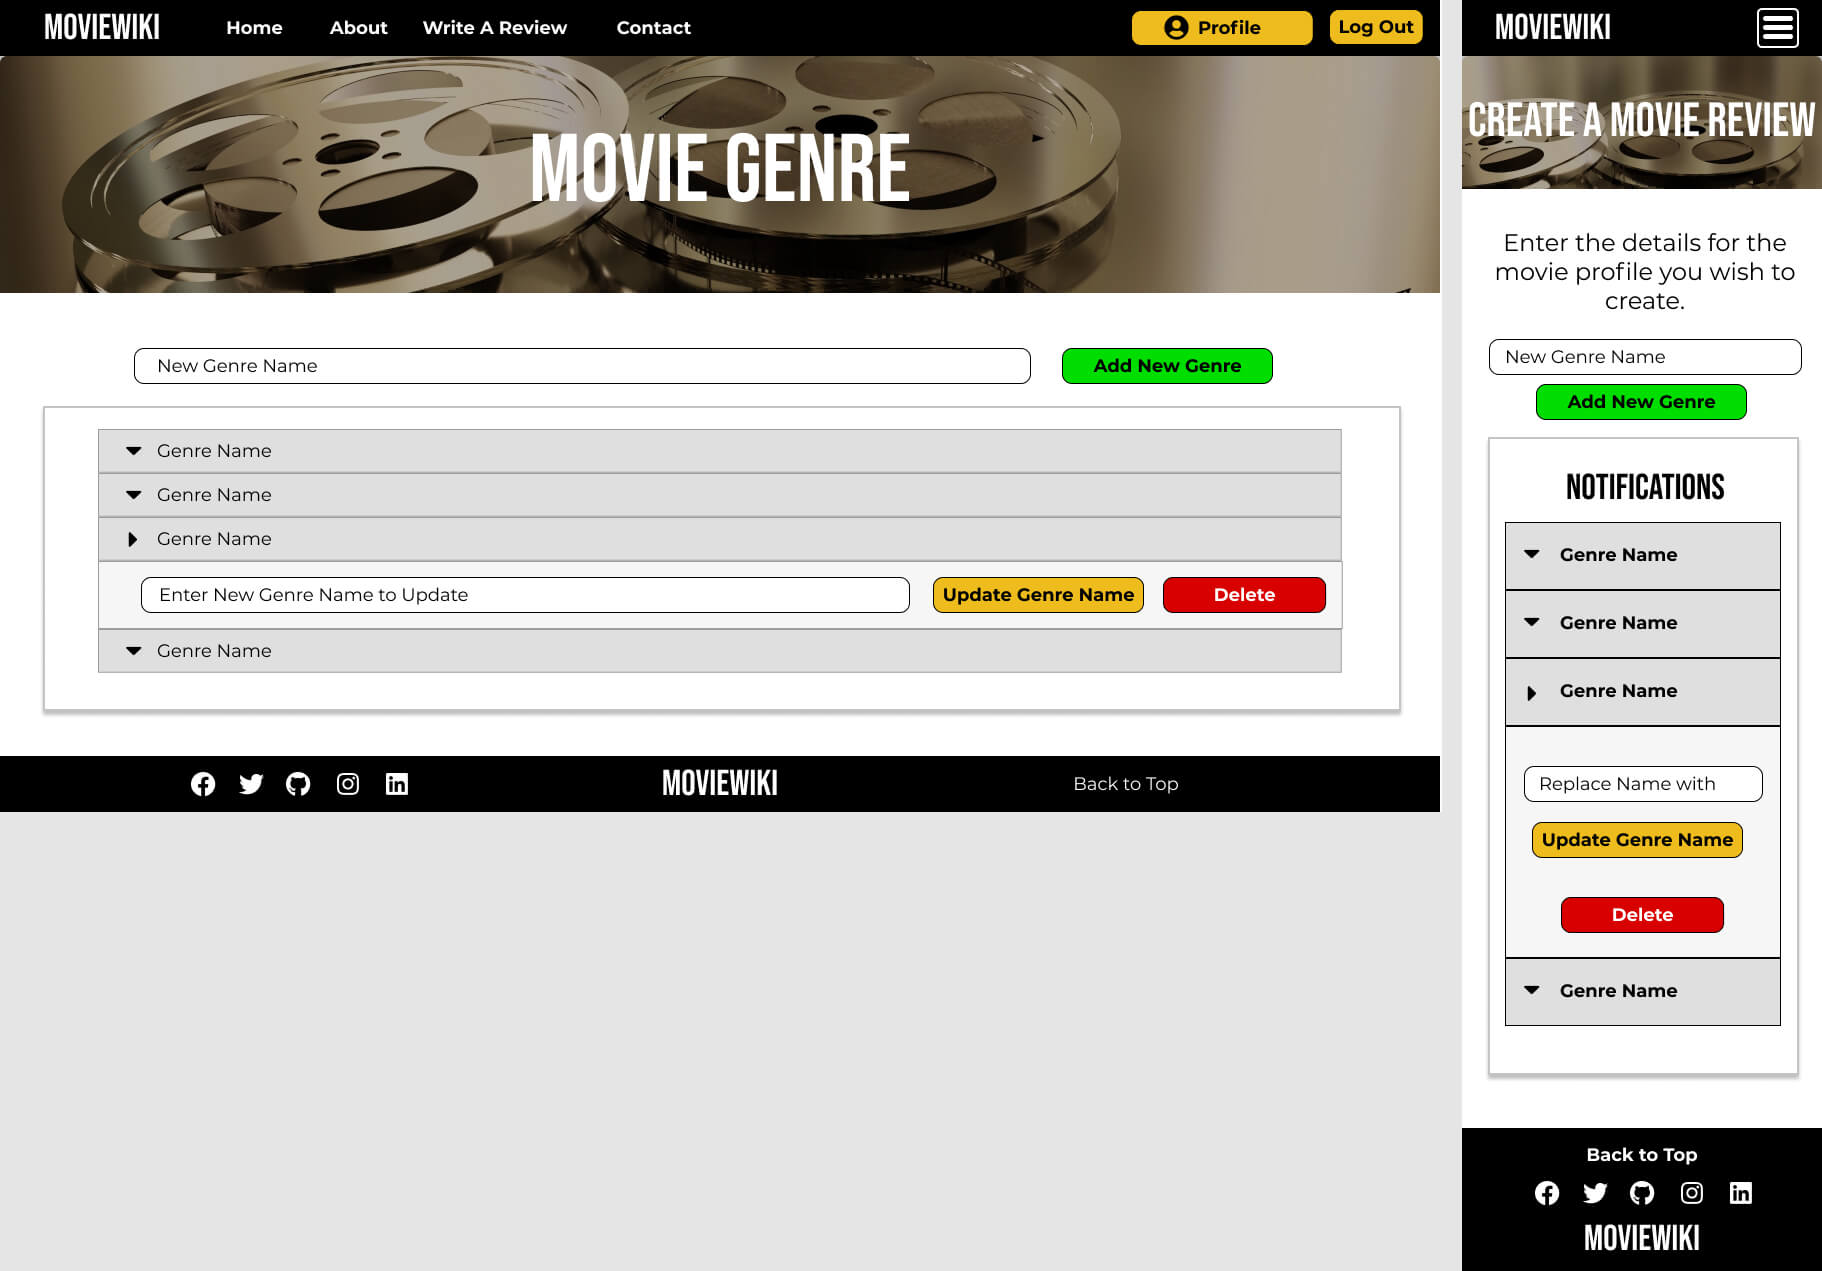 MOVIEWIKI
Home
About
Write A Review
Contact
Profile
Log Out
MOVIE GENRE
New Genre Name
Add New Genre
Genre Name
Genre Name
Genre Name
Enter New Genre Name to Update
Update Genre Name
Delete
Genre Name
MOVIEWIKI
Back to Top
MOVIEWIKI
CREATE A MOVIE REVIEW
Enter the details for the
movie profile you wish to
create.
New Genre Name
Add New Genre
NOTIFICATIONS
Genre Name
Genre Name
Genre Name
Replace Name with
Update Genre Name
Delete
Genre Name
Back to Top
MOVIEWIKI